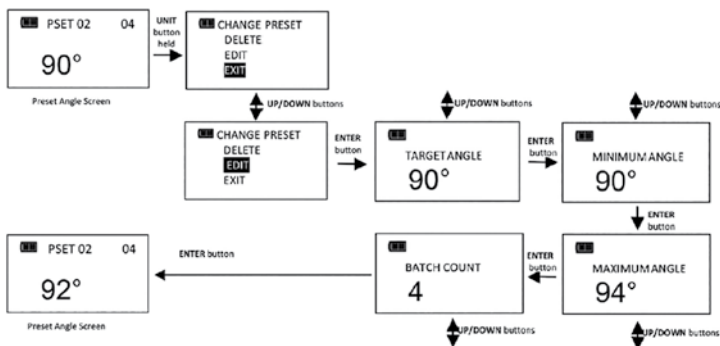 PSET 02 04
90°
Preset Angle Screen
UNIT
button
held
CHANGE PRESET
DELETE
EDIT
EXIT
UP/DOWN buttons
CHANGE PRESET
DELETE
EDIT
EXIT
ENTER
button
UP/DOWN buttons
TARGET ANGLE
90°
ENTER
button
UP/DOWN buttons
MINIMUM ANGLE
90°
ENTER
button
MAXIMUM ANGLE
94°
UP/DOWN buttons
ENTER
button
BATCH COUNT
4
UP/DOWN buttons
ENTER button
PSET 02 04
92°
Preset Angle Screen